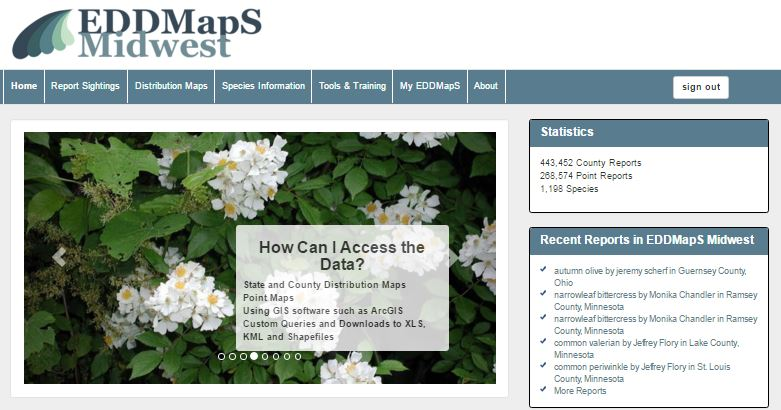 EDDMapS
Midwest
Home
Report Sightings
Distribution Maps
Species Information
Tools & Training
My EDDMapS
About
sign out
How Can I Access the
Data?
State and County Distribution Maps
Point Maps
Using GIS software such as ArcGIS
Custom Queries and Downloads to XLS,
KML and Shapefiles
Statistics
443,452 County Reports
268,574 Point Reports
1,198 Species
Recent Reports in EDDMapS Midwest
autumn olive by jeremy scherf in Guernsey County,
Ohio
narrowleaf bittercress by Monika Chandler in Ramsey
County, Minnesota
narrowleaf bittercress by Monika Chandler in Ramsey
County, Minnesota
common valerian by Jeffrey Flory in Lake County,
Minnesota
common periwinkle by Jeffrey Flory in St. Louis
County, Minnesota
More Reports